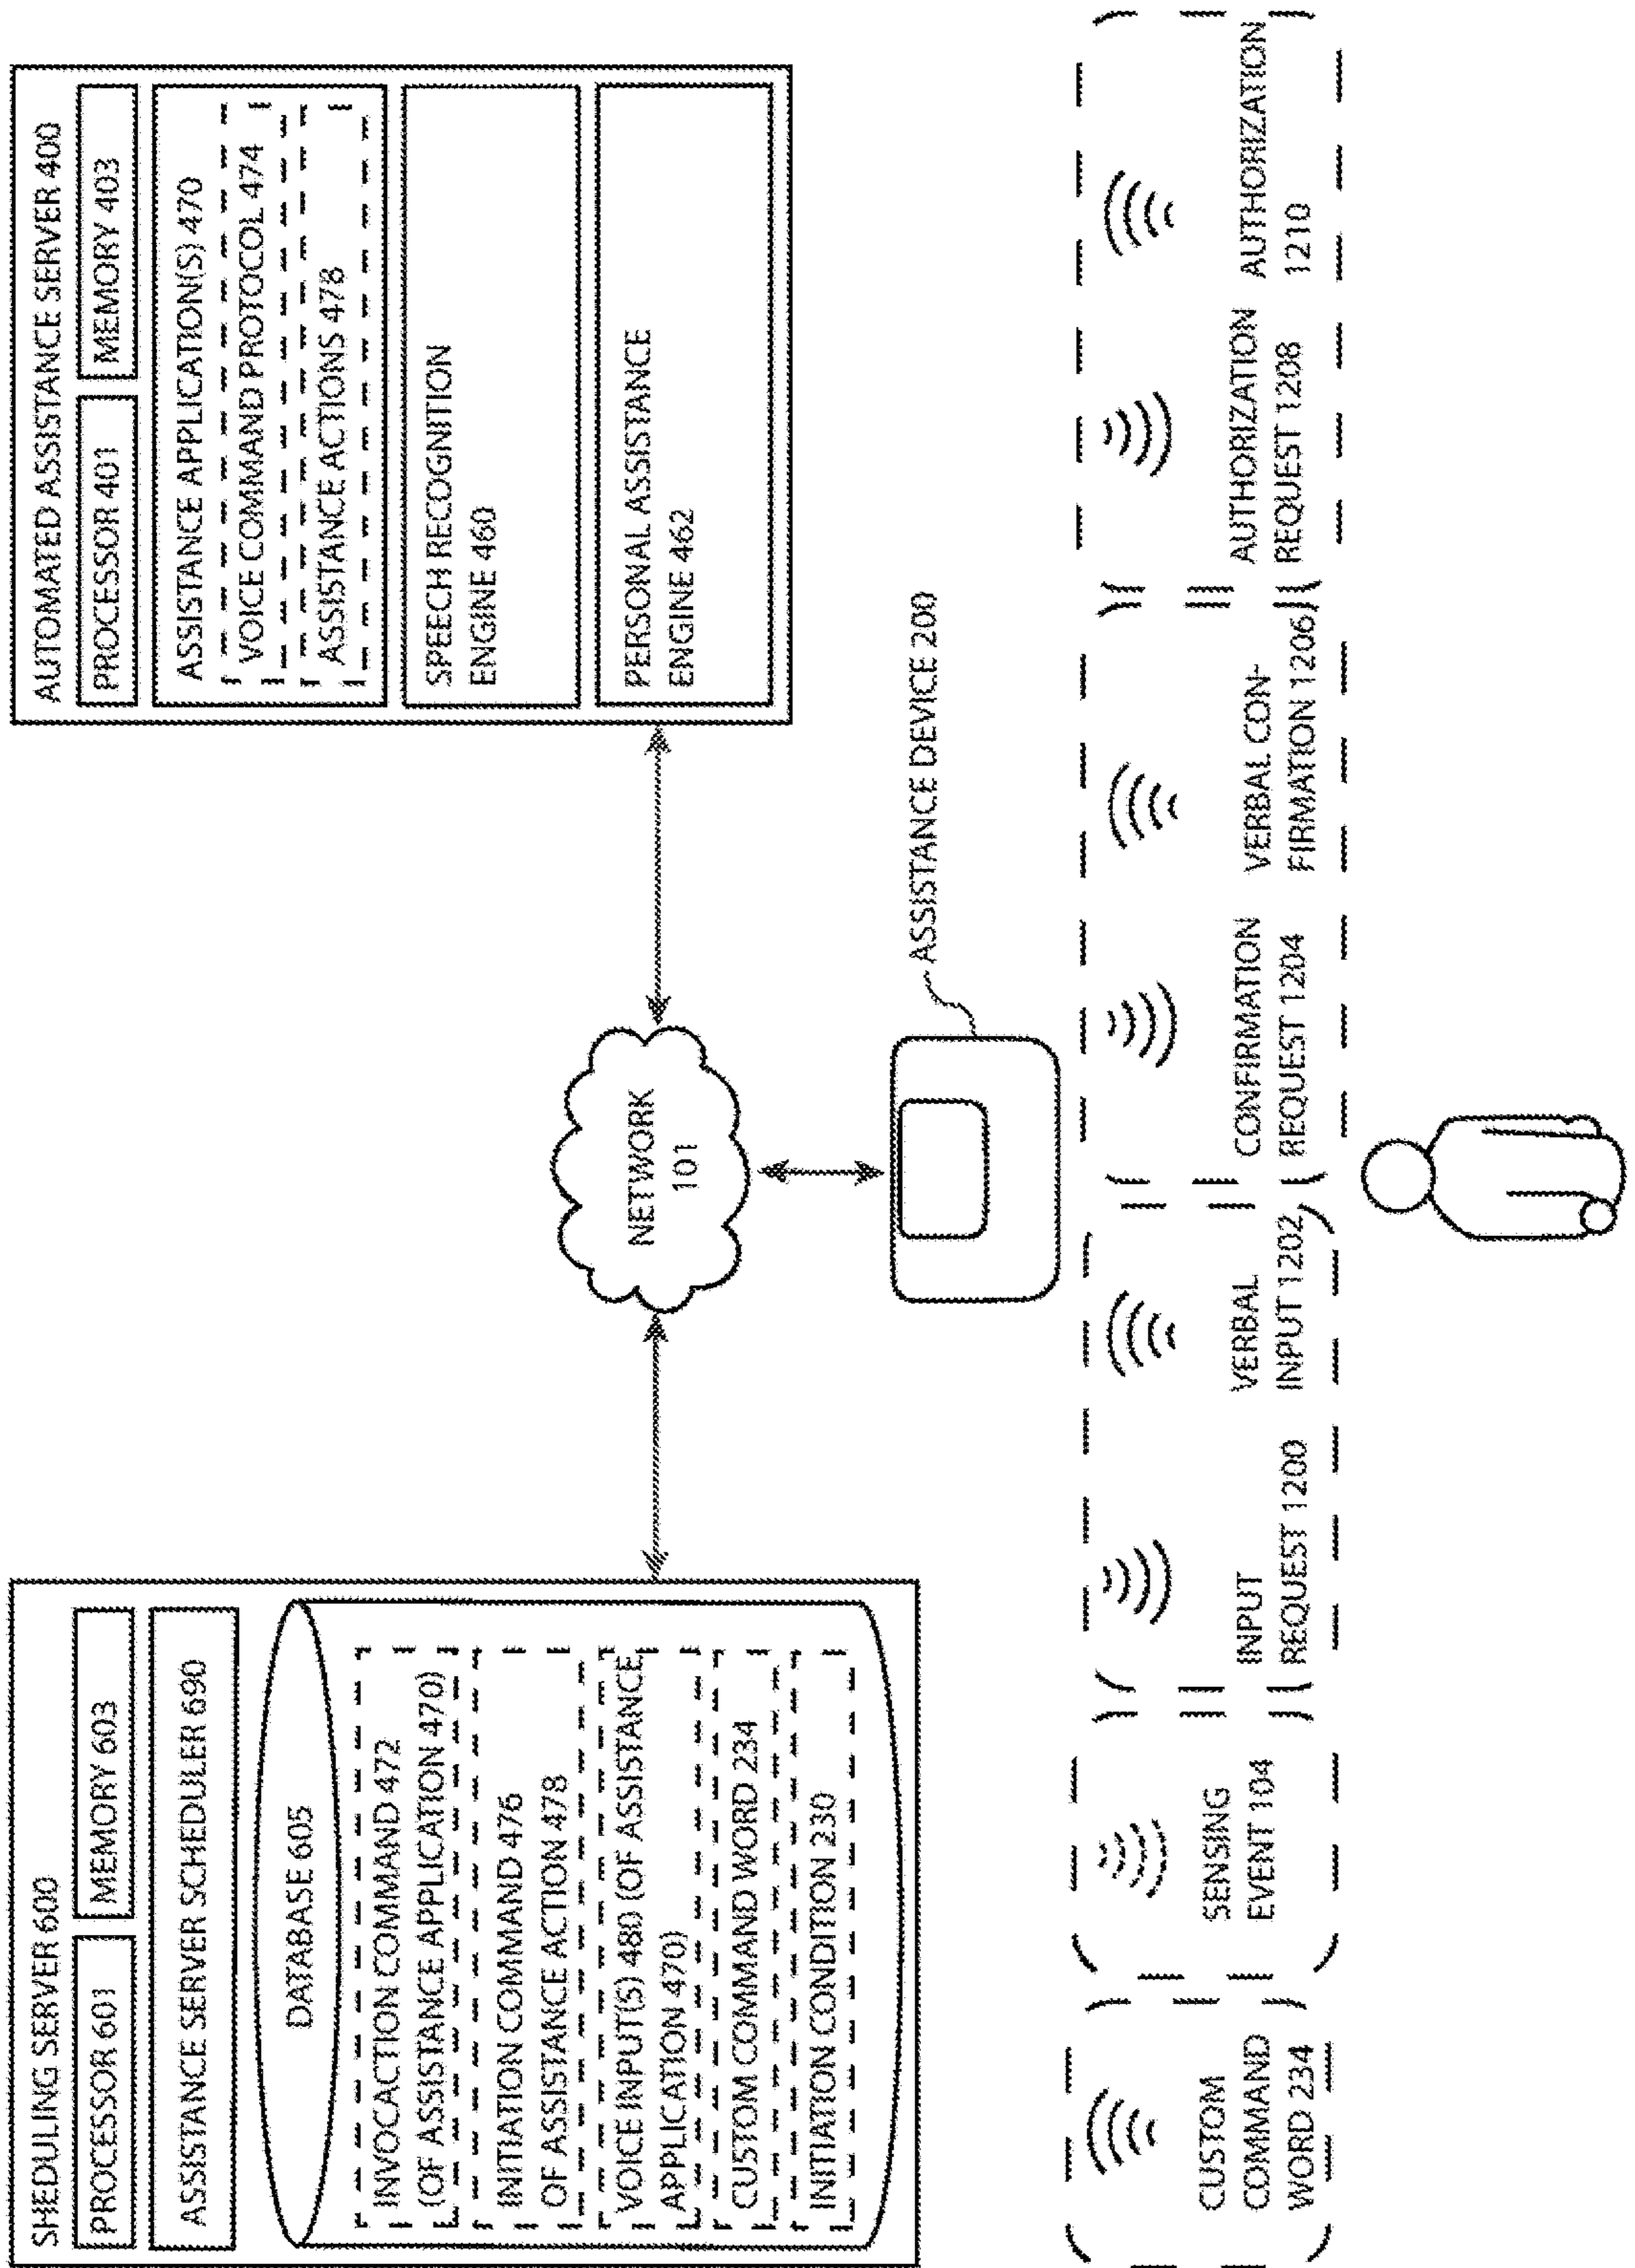 SHEDULING SERVER 600
PROCESSOR 601
MEMORY 603
ASSISTANCE SERVER SCHEDULER 690
DATABASE 605
INVOCACTION COMMAND 472
(OF ASSISTANCE APPLICATION 470)
INITIATION COMMAND 476
OF ASSISTANCE ACTION 478
VOICE INPUT(S) 480 (OF ASSISTANCE
APPLICATION 470)
CUSTOM COMMAND WORD 234
INITIATION CONDITION 230
AUTOMATED ASSISTANCE SERVER 400
PROCESSOR 401
MEMORY 403
ASSISTANCE APPLICATION(S) 470
VOICE COMMAND PROTOCOL 474
ASSISTANCE ACTIONS 478
SPEECH RECOGNITION
ENGINE 460
PERSONAL ASSISTANCE
ENGINE 462
NETWORK
101
ASSISTANCE DEVICE 200
CUSTOM
COMMAND
WORD 234
SENSING
EVENT 104
INPUT
REQUEST 1200
VERBAL
INPUT 1202
CONFIRMATION
REQUEST 1204
VERBAL CON-
FIRMATION 1206
AUTHORIZATION
REQUEST 1208
AUTHORIZATION
1210